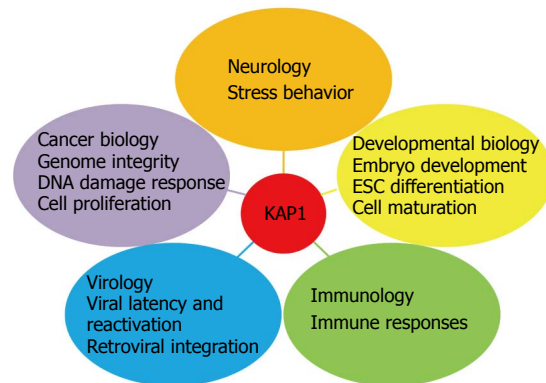 Neurology
Stress behavior
Cancer biology
Genome integrity
DNA damage response
Cell proliferation
Developmental biology
Embryo development
ESC differentiation
Cell maturation
KAP1
Virology
Viral latency and
reactivation
Retroviral integration
Immunology
Immune responses